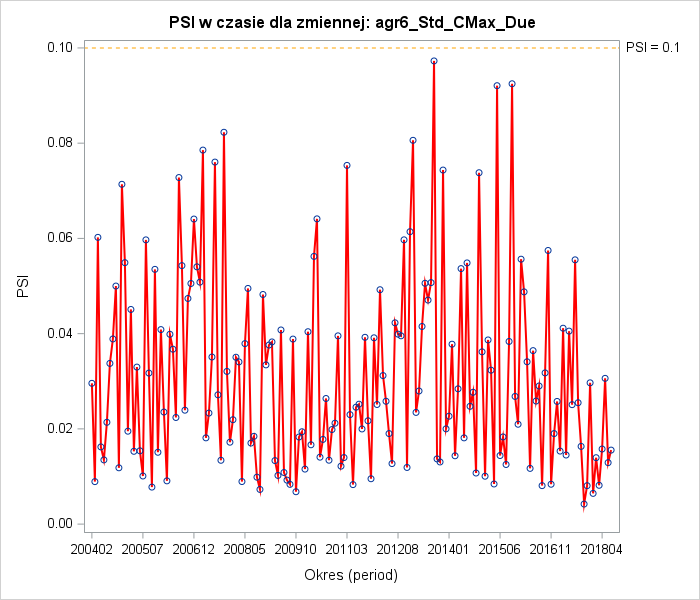 PSI w czasie dla zmiennej: agr6_Std_CMax_Due
0.10
PSI = 0.1
0.08
0.06
PSI
0.04
0.02
0.00
200402 200507 200612 200805 200910 201103 201208 201401 201506 201611 201804
Okres (period)